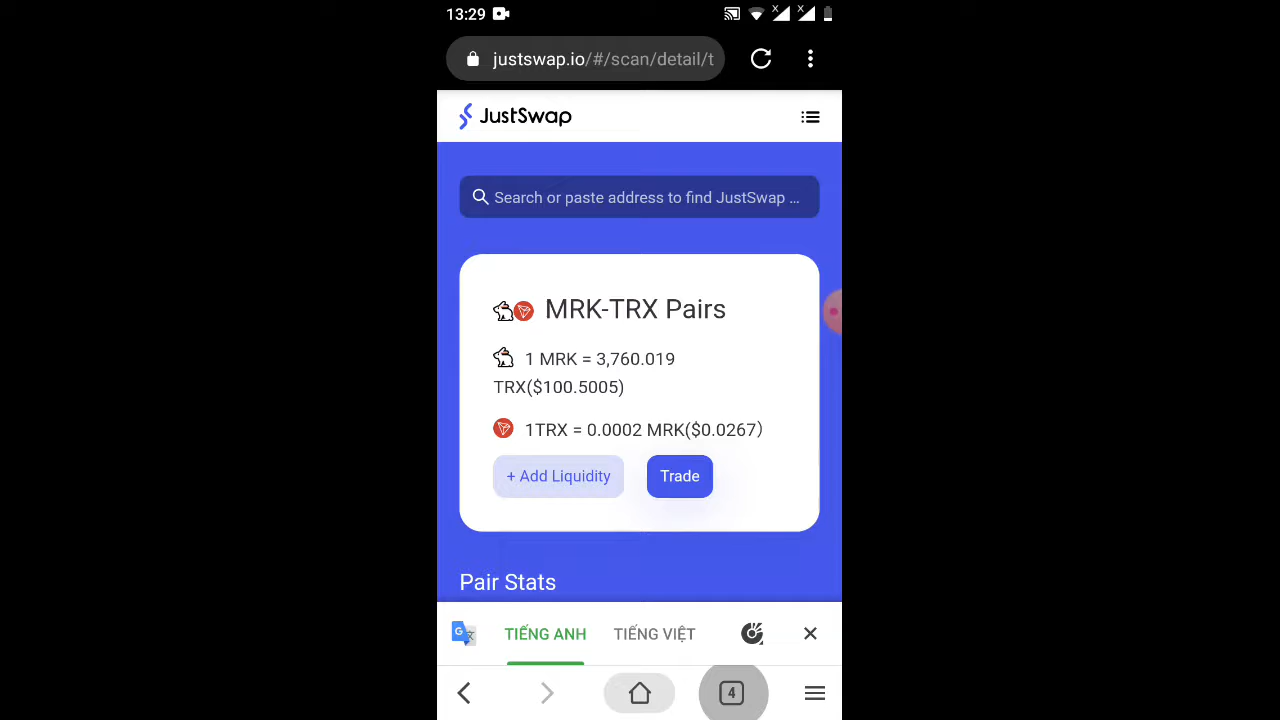 13:29
justswap.io/#/scan/detail/t
JustSwap
Search or paste address to find JustSwap ...
MRK-TRX Pairs
1 MRK = 3,760.019
TRX($100.5005)
1TRX = 0.0002 MRK($0.0267)
+ Add Liquidity Trade
Pair Stats
TIẾNG ANH TIẾNG VIỆT
4